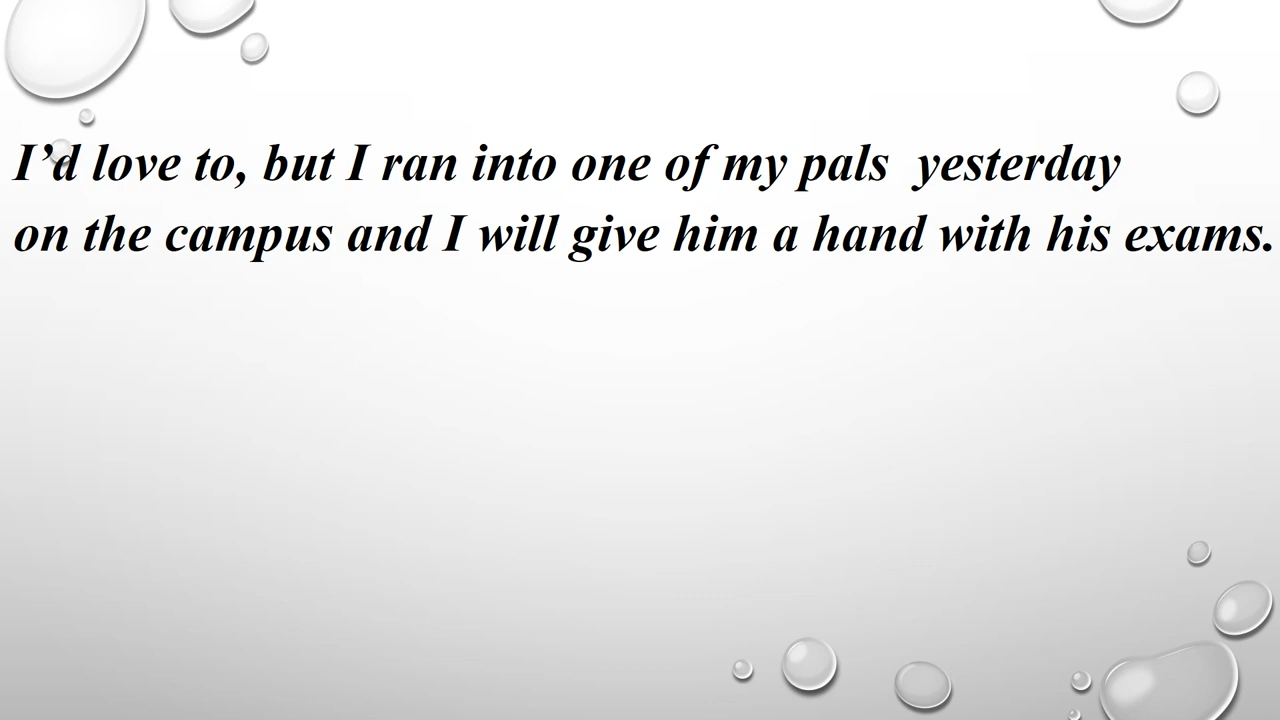 I’d love to, but I ran into one of my pals  yesterday
on the campus and I will give him a hand with his exams.